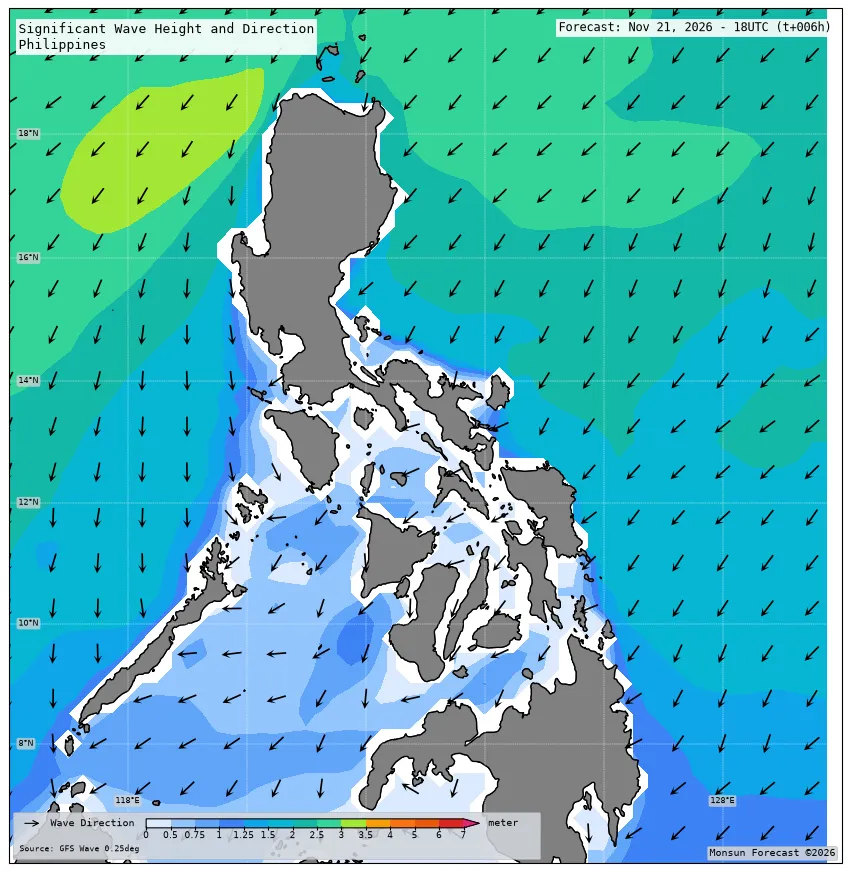 Significant Wave Height and Direction
Philippines
Forecast: Nov 21, 2026 - 18UTC (t+006h)
18°N
16°N
14°N
12°N
10°N
8°N
118°E
128°E
Wave Direction
0 0.5 0.75 1 1.25 1.5 2 2.5 3 3.5 4 5 6 7
meter
Source: GFS Wave 0.25deg
Monsun Forecast ©2026